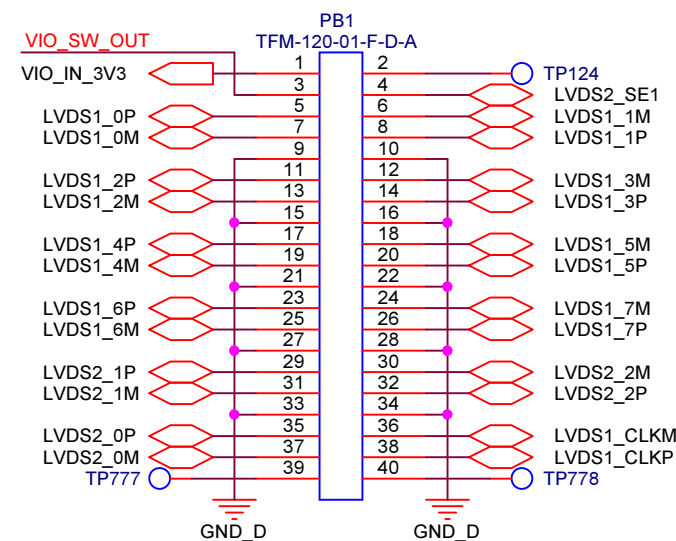 PB1
VIO_SW_OUT
TFM-120-01-F-D-A
1 2
VIO_IN_3V3 TP124
3 4 LVDS2_SE1
LVDS1_0P 5 6 LVDS1_1M
LVDS1_0M 7 8 LVDS1_1P
9 10
LVDS1_2P 11 12 LVDS1_3M
LVDS1_2M 13 14 LVDS1_3P
15 16
LVDS1_4P 17 18 LVDS1_5M
LVDS1_4M 19 20 LVDS1_5P
21 22
LVDS1_6P 23 24 LVDS1_7M
LVDS1_6M 25 26 LVDS1_7P
27 28
LVDS2_1P 29 30 LVDS2_2M
LVDS2_1M 31 32 LVDS2_2P
33 34
LVDS2_0P 35 36 LVDS1_CLKM
LVDS2_0M 37 38 LVDS1_CLKP
TP777 39 40 TP778
GND_D GND_D